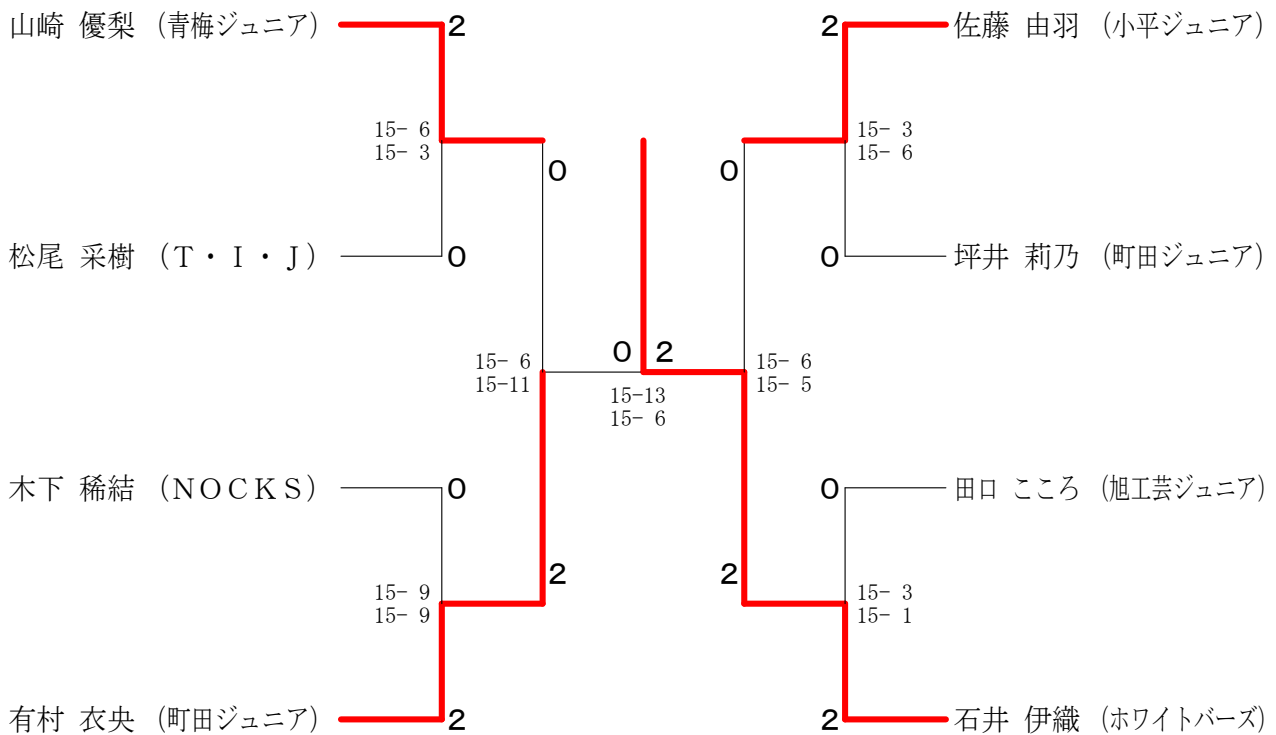 山崎 優梨 （青梅ジュニア） 2 2 佐藤 由羽 （小平ジュニア）
15- 6 15- 3
15- 3 15- 6
0 0
松尾 采樹 （Ｔ・Ｉ・Ｊ） 0 0 坪井 莉乃 （町田ジュニア）
0 2
15- 6 15- 6
15-11 15- 5
15-13
15- 6
木下 稀結 （ＮＯＣＫＳ） 0 0 田口 こころ （旭工芸ジュニア）
2 2
15- 9 15- 3
15- 9 15- 1
有村 衣央 （町田ジュニア） 2 2 石井 伊織 （ホワイトバーズ）